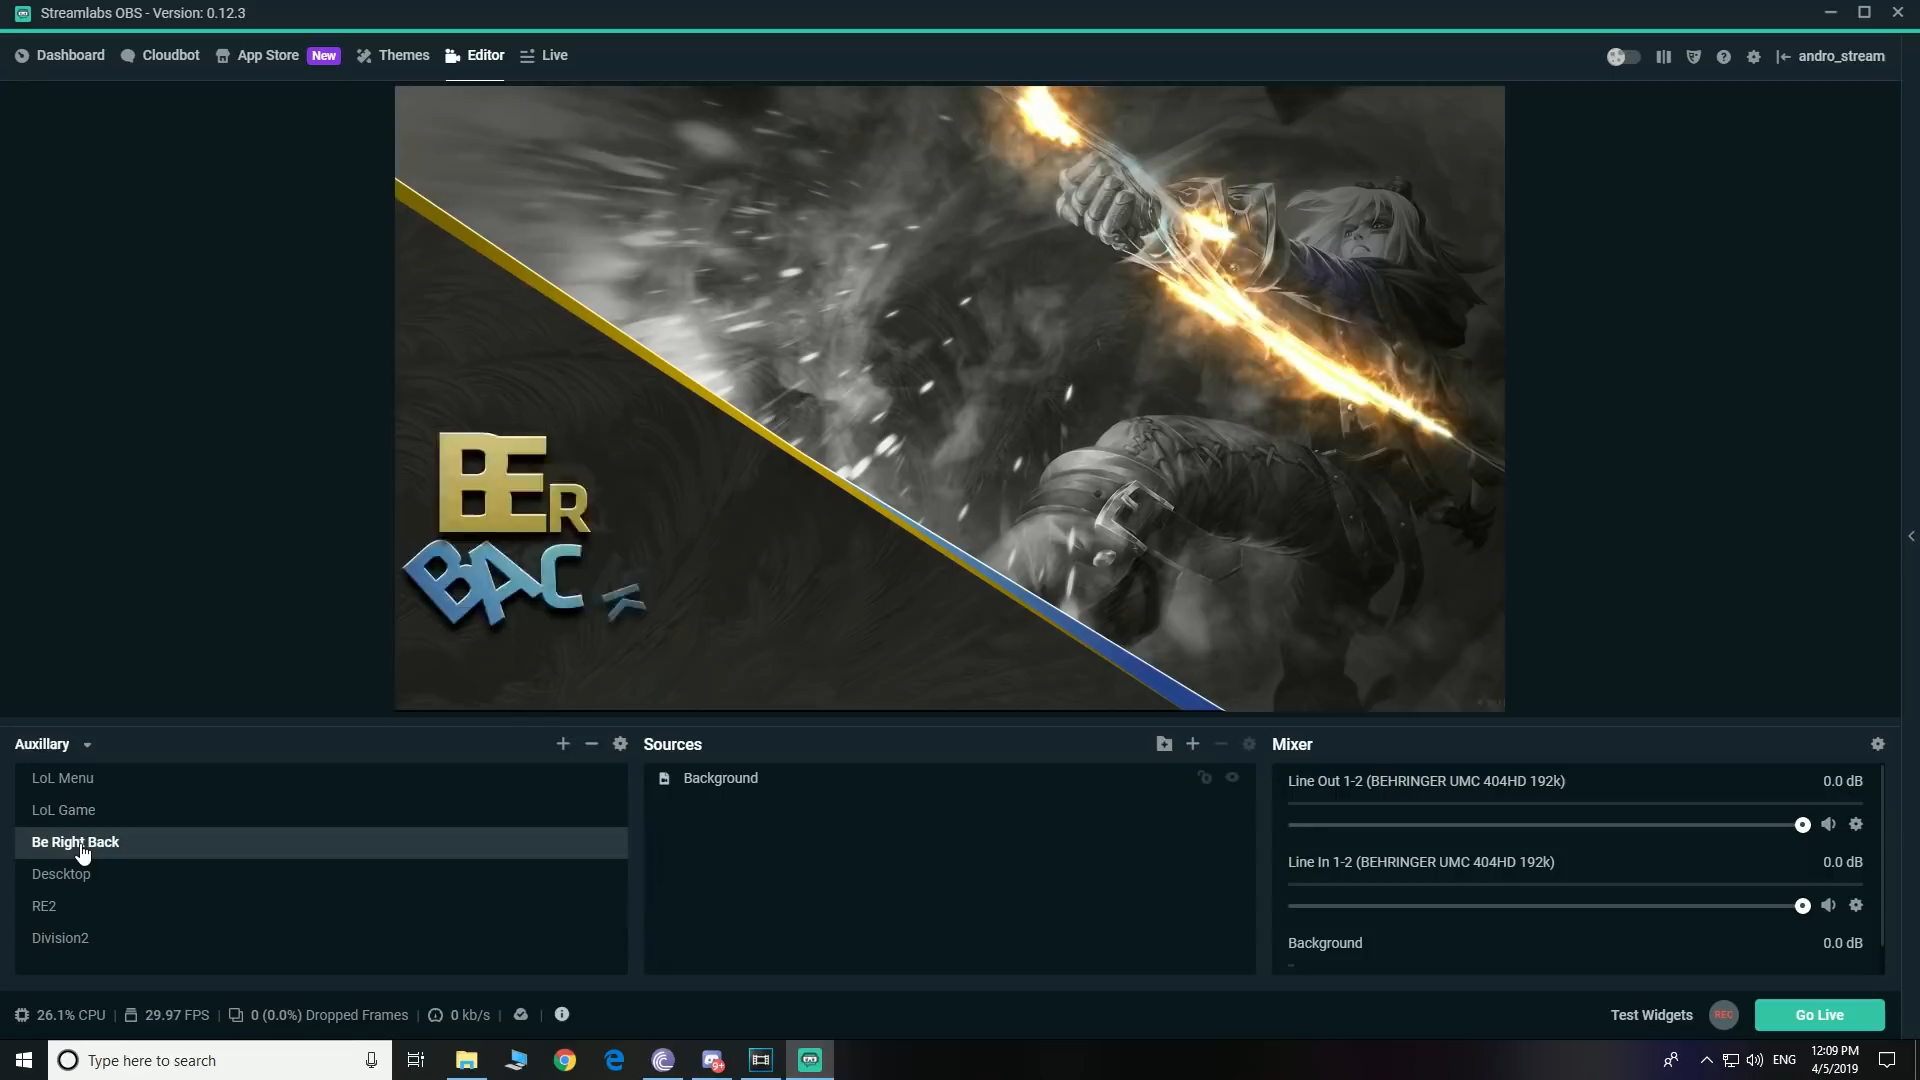 Streamlabs OBS - Version: 0.12.3
Dashboard Cloudbot App Store New Themes Editor Live
andro_stream
BER
BACK
Auxillary
LoL Menu
LoL Game
Be Right Back
Descktop
RE2
Division2
Sources
Background
Mixer
Line Out 1-2 (BEHRINGER UMC 404HD 192k) 0.0 dB
Line In 1-2 (BEHRINGER UMC 404HD 192k) 0.0 dB
Background 0.0 dB
26.1% CPU | 29.97 FPS | 0 (0.0%) Dropped Frames | 0 kb/s | |
Test Widgets REC Go Live
Type here to search
9+
ENG
12:09 PM
4/5/2019